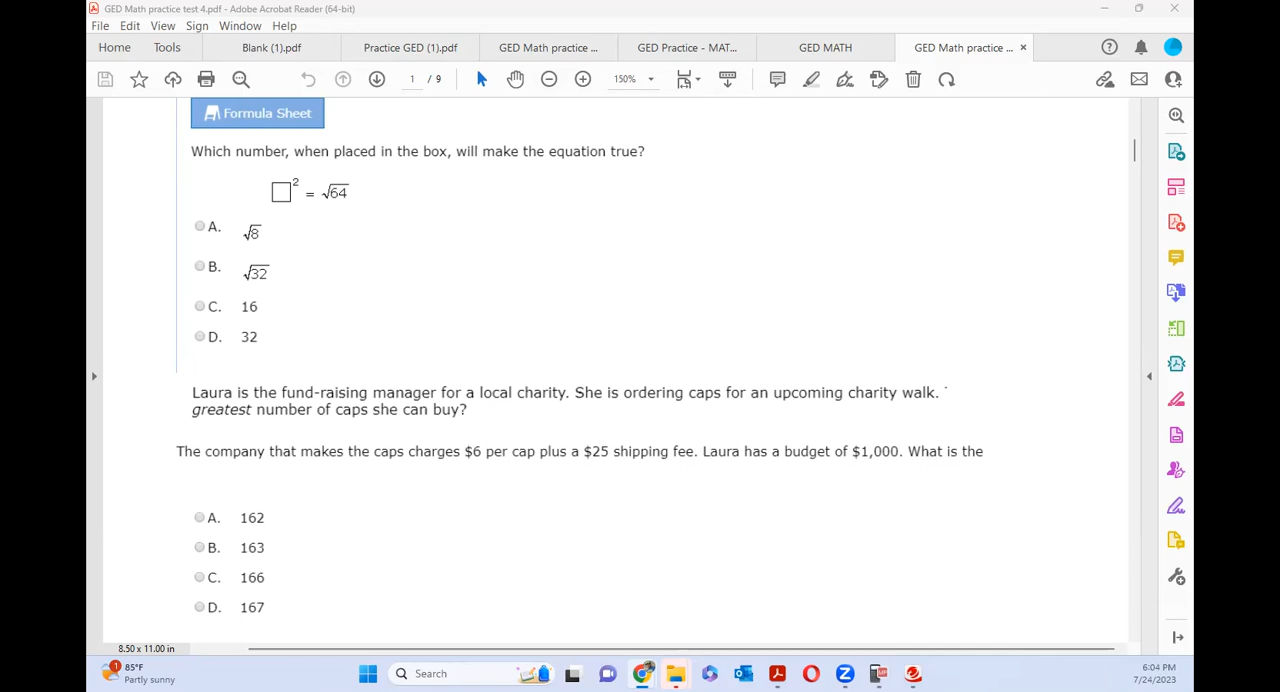 GED Math practice test 4.pdf - Adobe Acrobat Reader (64-bit)
File Edit View Sign Window Help
Home Tools Blank (1).pdf Practice GED (1).pdf GED Math practice ... GED Practice - MAT... GED MATH GED Math practice ... ×
1 / 9 150%
Formula Sheet
Which number, when placed in the box, will make the equation true?
□² = √64
A. √8
B. √32
C. 16
D. 32
Laura is the fund-raising manager for a local charity. She is ordering caps for an upcoming charity walk.
greatest number of caps she can buy?
The company that makes the caps charges $6 per cap plus a $25 shipping fee. Laura has a budget of $1,000. What is the
A. 162
B. 163
C. 166
D. 167
8.50 x 11.00 in
1
85°F
Partly sunny
Search
6:04 PM
7/24/2023